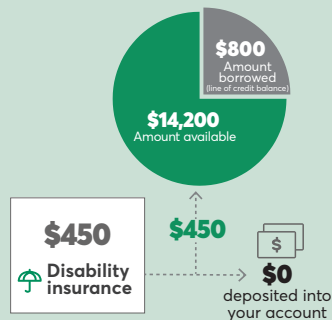 $800
Amount
borrowed
(line of credit balance)
$14,200
Amount available
$450
Disability
insurance
$450
$
$0
deposited into
your account